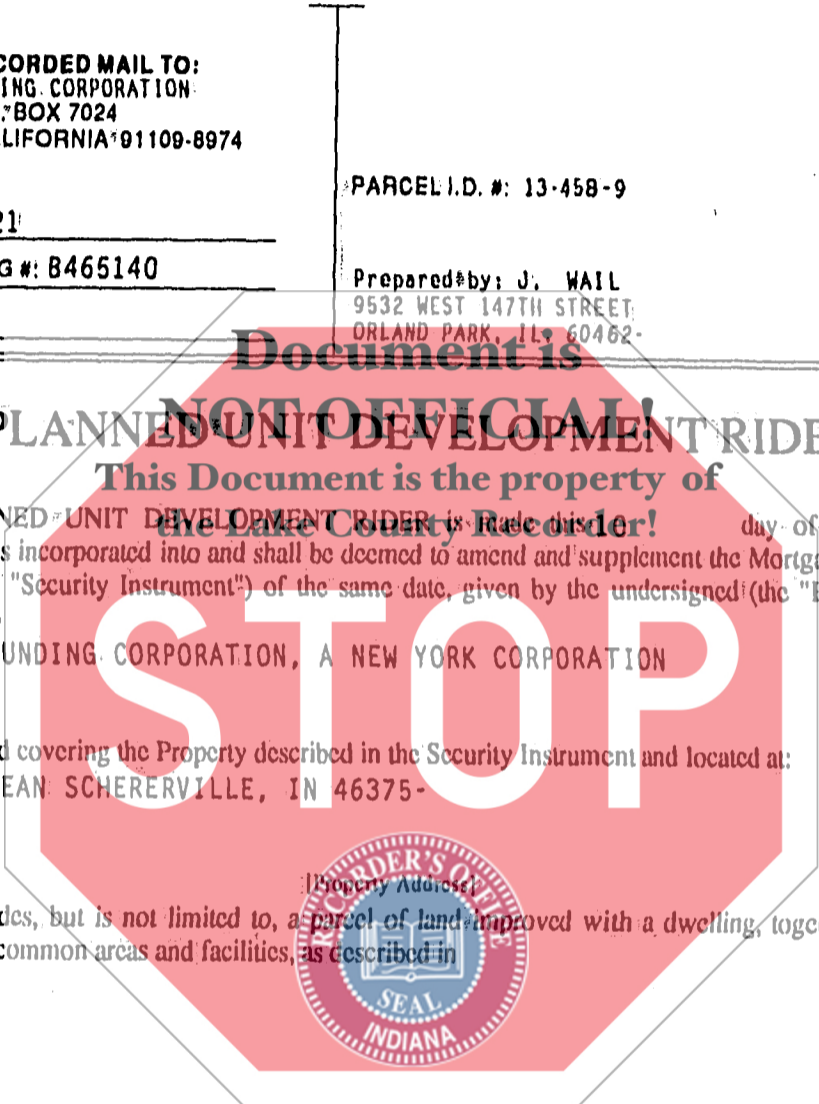 CORDED MAIL TO:
ING CORPORATION
BOX 7024
LIFORNIA 91109-8974
PARCEL I.D. #: 13-458-9
21
G #: 8465140
Prepared by: J. WAIL
9532 WEST 147TH STREET
ORLAND PARK, IL 60462-
Document is
NOT OFFICIAL!
PLANNED UNIT DEVELOPMENT RIDE
This Document is the property of
the Lake County Recorder!
NED UNIT DEVELOPMENT RIDER is made this 10 day of
s incorporated into and shall be deemed to amend and supplement the Mortga
"Security Instrument") of the same date, given by the undersigned (the "B
UNDING CORPORATION, A NEW YORK CORPORATION
STOP
d covering the Property described in the Security Instrument and located at:
EAN SCHERERVILLE, IN 46375-
[Property Address]
des, but is not limited to, a parcel of land improved with a dwelling, toge
common areas and facilities, as described in
RECORDER'S OFFICE
SEAL
INDIANA